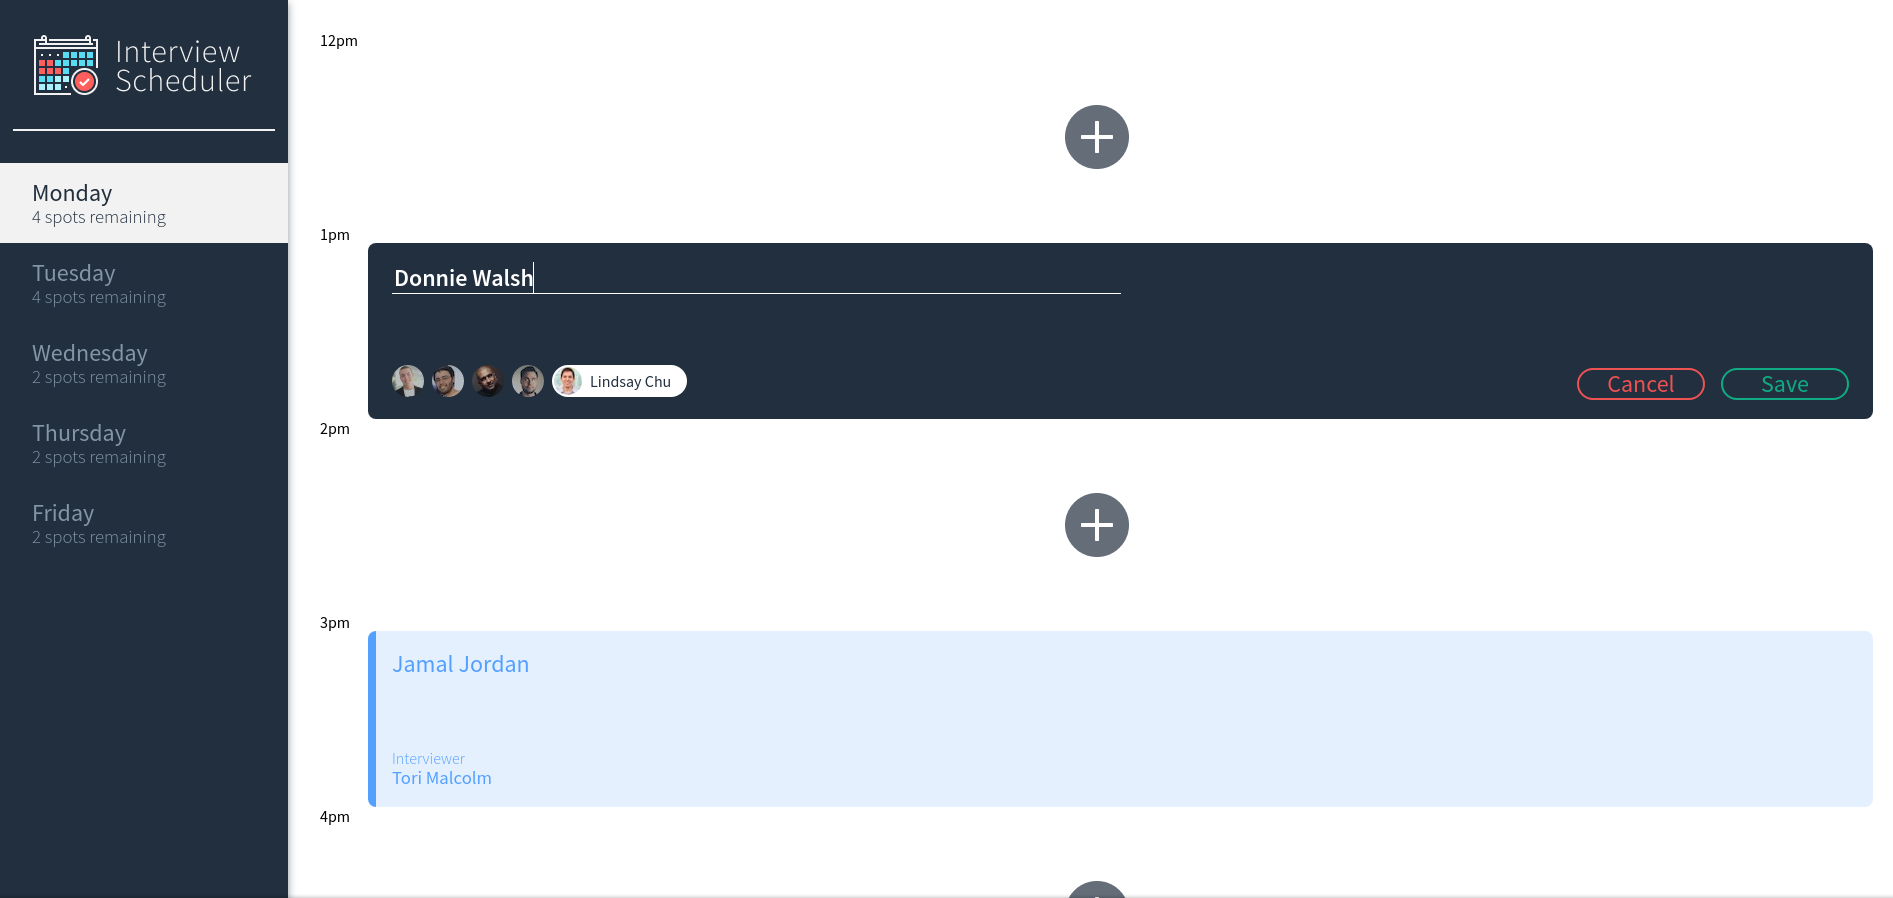 Interview
Scheduler
Monday
4 spots remaining
Tuesday
4 spots remaining
Wednesday
2 spots remaining
Thursday
2 spots remaining
Friday
2 spots remaining
12pm
1pm
Donnie Walsh
Lindsay Chu
Cancel
Save
2pm
3pm
Jamal Jordan
Interviewer
Tori Malcolm
4pm